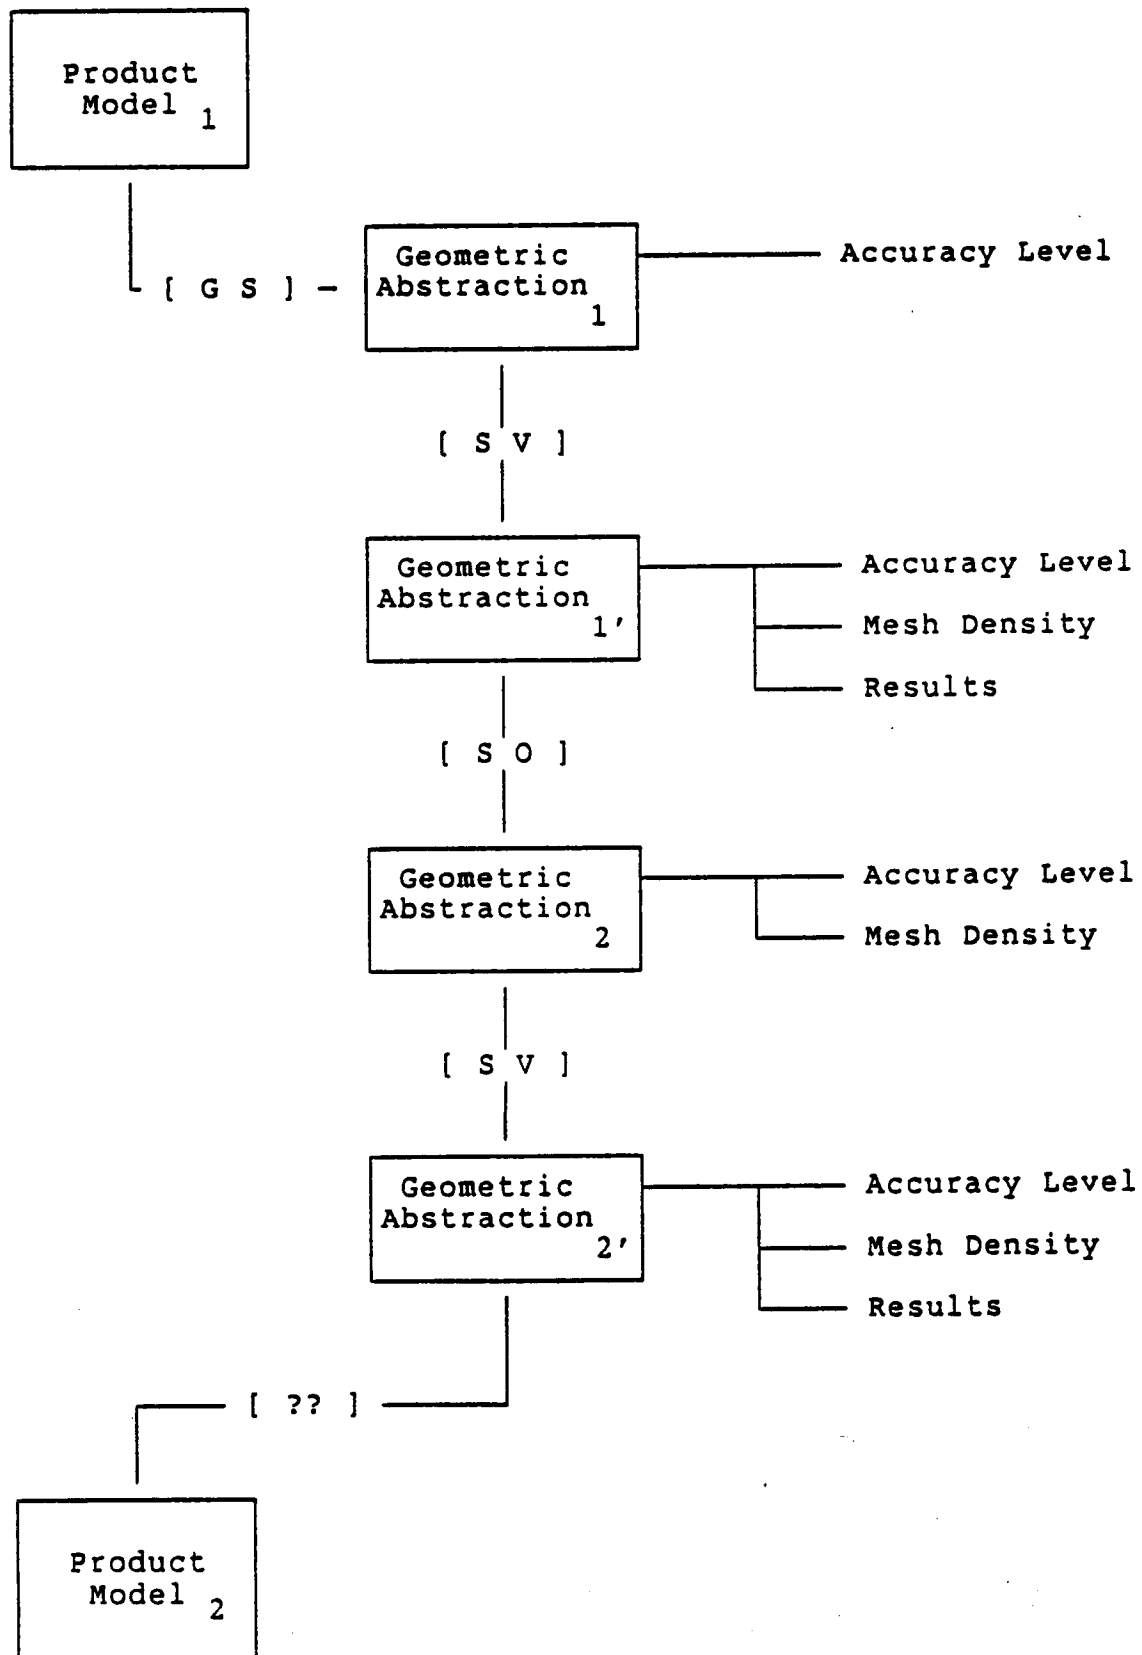 Product
Model 1
[ G S ]
Geometric
Abstraction
1
Accuracy Level
[ S V ]
Geometric
Abstraction
1'
Accuracy Level
Mesh Density
Results
[ S O ]
Geometric
Abstraction
2
Accuracy Level
Mesh Density
[ S V ]
Geometric
Abstraction
2'
Accuracy Level
Mesh Density
Results
[ ?? ]
Product
Model 2